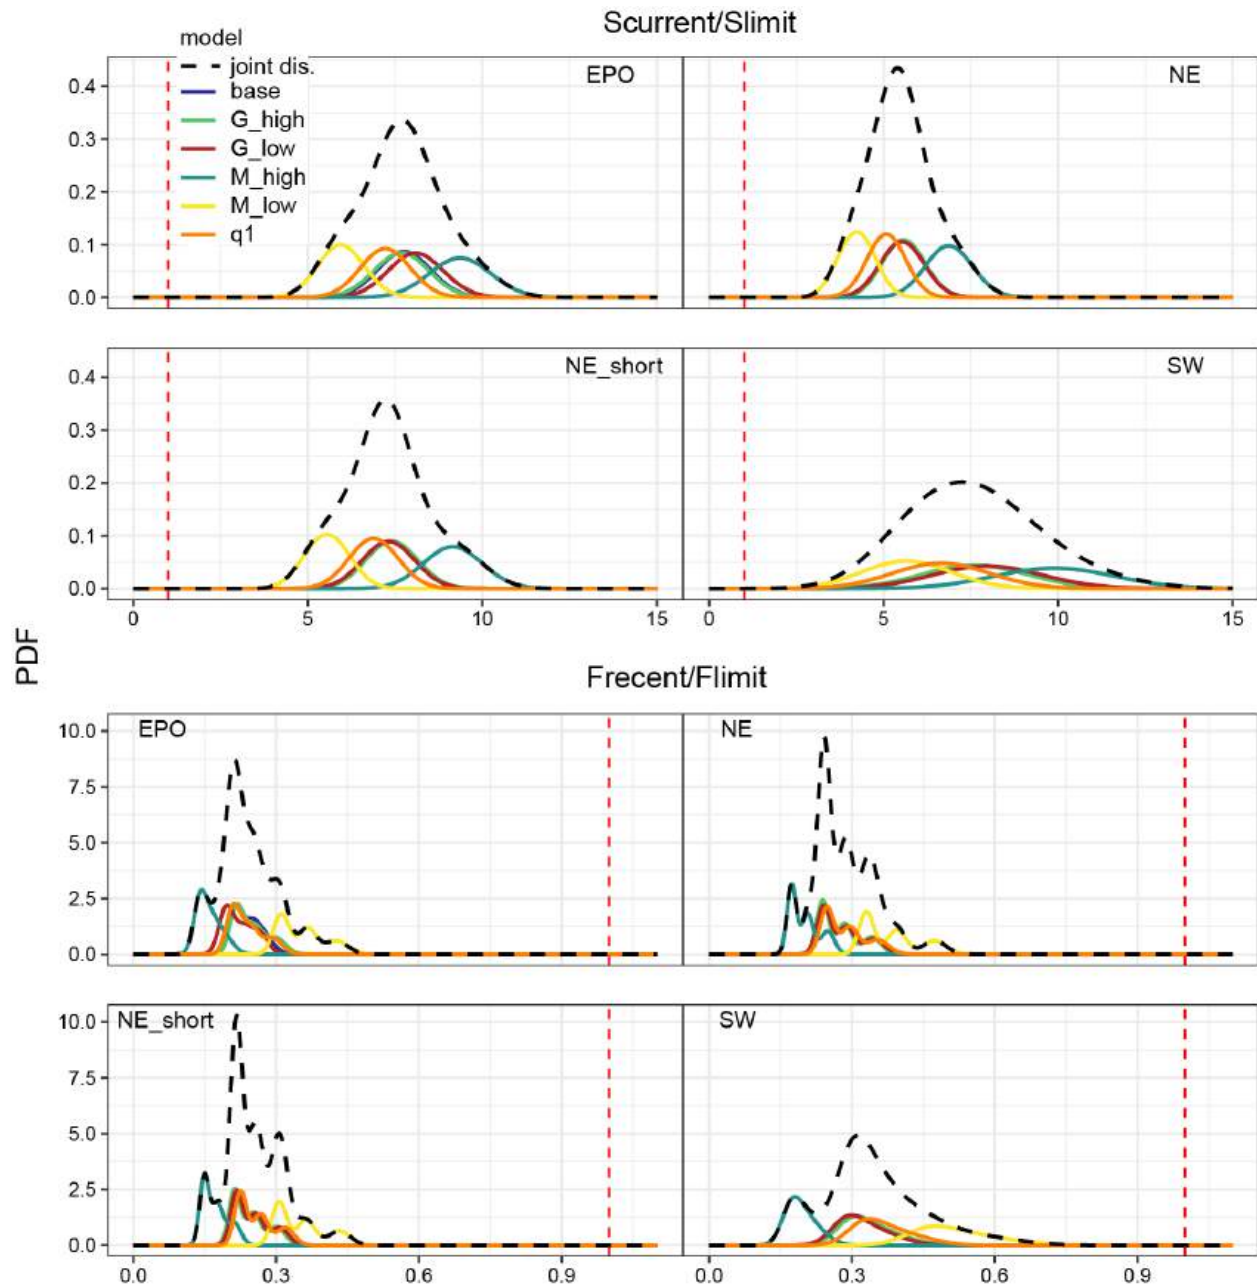 Scurrent/Slimit
model
joint dis.
base
G_high
G_low
M_high
M_low
q1
EPO
NE
0.4
0.3
0.2
0.1
0.0
NE_short
SW
0.4
0.3
0.2
0.1
0.0
0 5 10 15 0 5 10 15
PDF
Frecent/Flimit
EPO
NE
10.0
7.5
5.0
2.5
0.0
NE_short
SW
10.0
7.5
5.0
2.5
0.0
0.0 0.3 0.6 0.9 0.0 0.3 0.6 0.9